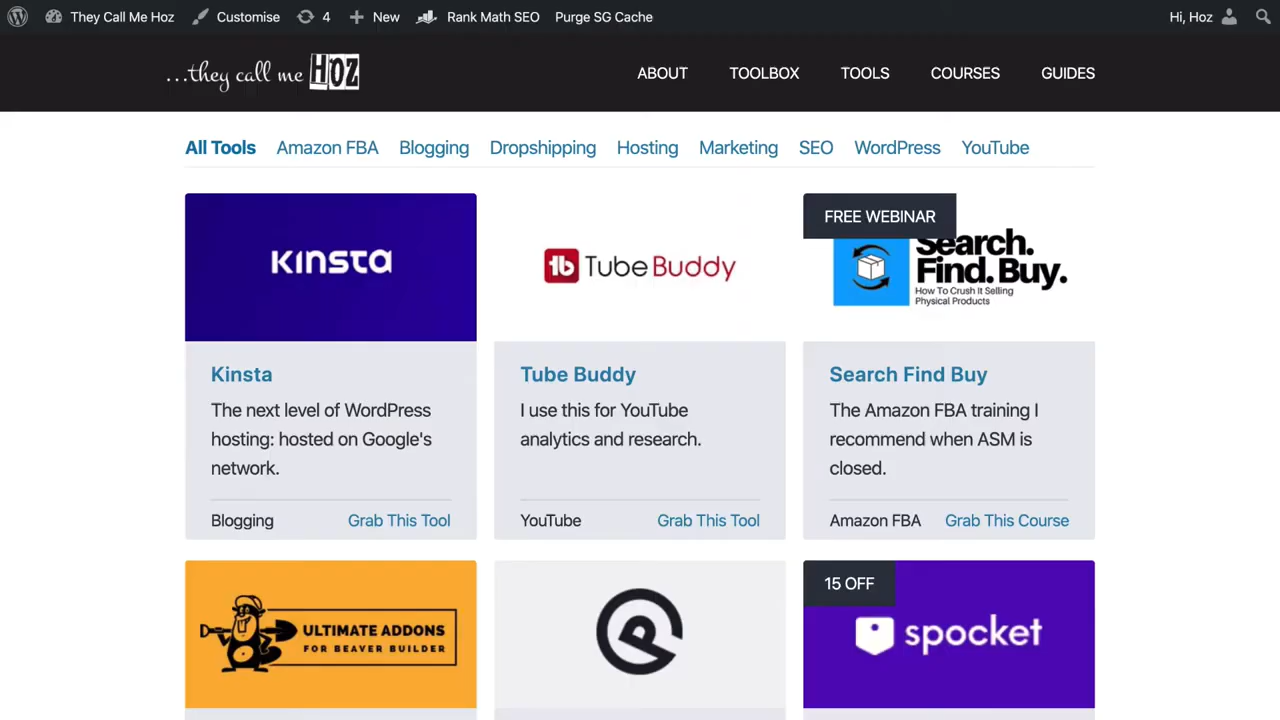 They Call Me Hoz Customise 4 New Rank Math SEO Purge SG Cache Hi, Hoz
...they call me HOZ
ABOUT TOOLBOX TOOLS COURSES GUIDES
All Tools Amazon FBA Blogging Dropshipping Hosting Marketing SEO WordPress YouTube
KINSTA
tb TubeBuddy
FREE WEBINAR
Search.
Find. Buy.
How To Crush It Selling
Physical Products
Kinsta
The next level of WordPress
hosting: hosted on Google's
network.
Blogging Grab This Tool
Tube Buddy
I use this for YouTube
analytics and research.
YouTube Grab This Tool
Search Find Buy
The Amazon FBA training I
recommend when ASM is
closed.
Amazon FBA Grab This Course
ULTIMATE ADDONS
FOR BEAVER BUILDER
P
15 OFF
spocket